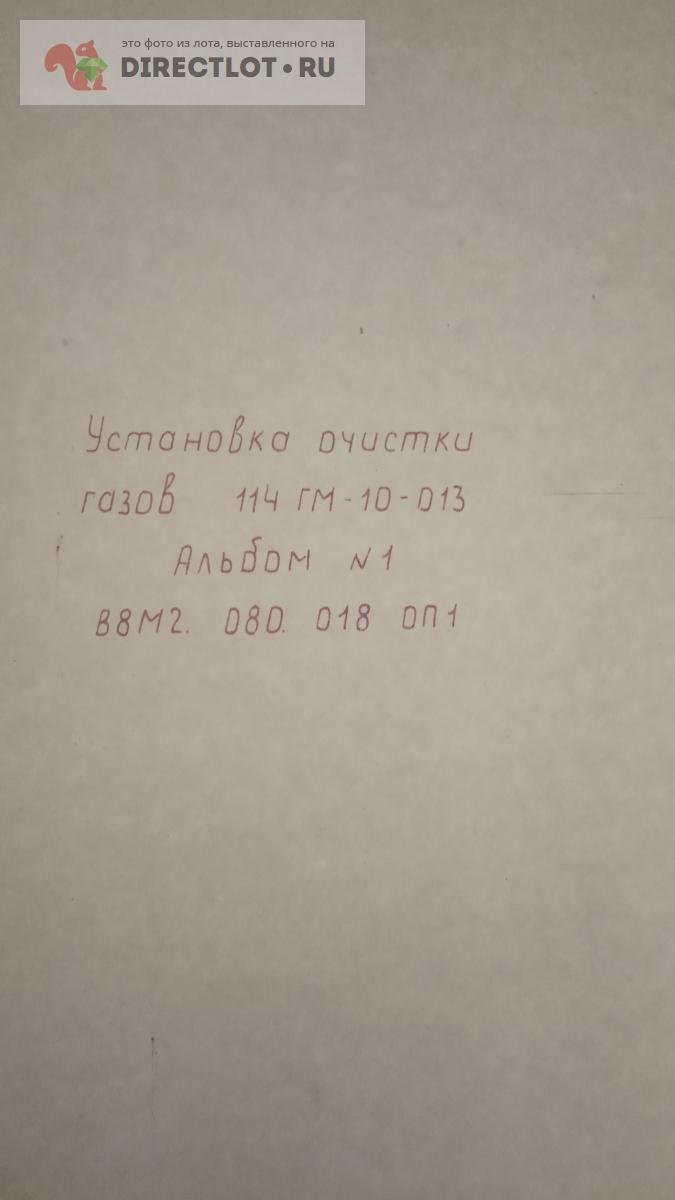 это фото из лота, выставленного на
DIRECTLOT•RU
Установка очистки
газов 114 ГМ-10-013
Альбом N1
В8М2. 080. 018 ОП1